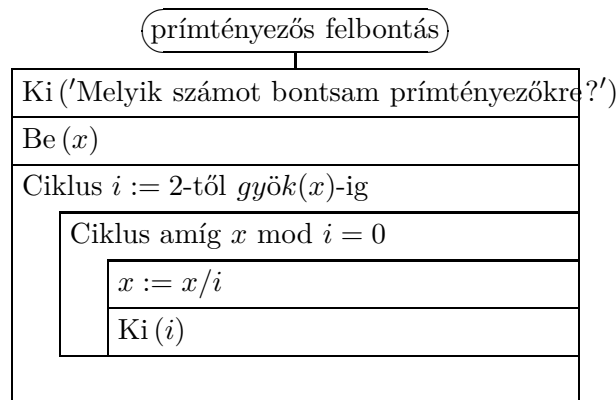 prímtényezős felbontás
Ki ('Melyik számot bontsam prímtényezőkre?')
Be (x)
Ciklus i := 2-től gyök(x)-ig
Ciklus amíg x mod i = 0
x := x/i
Ki (i)